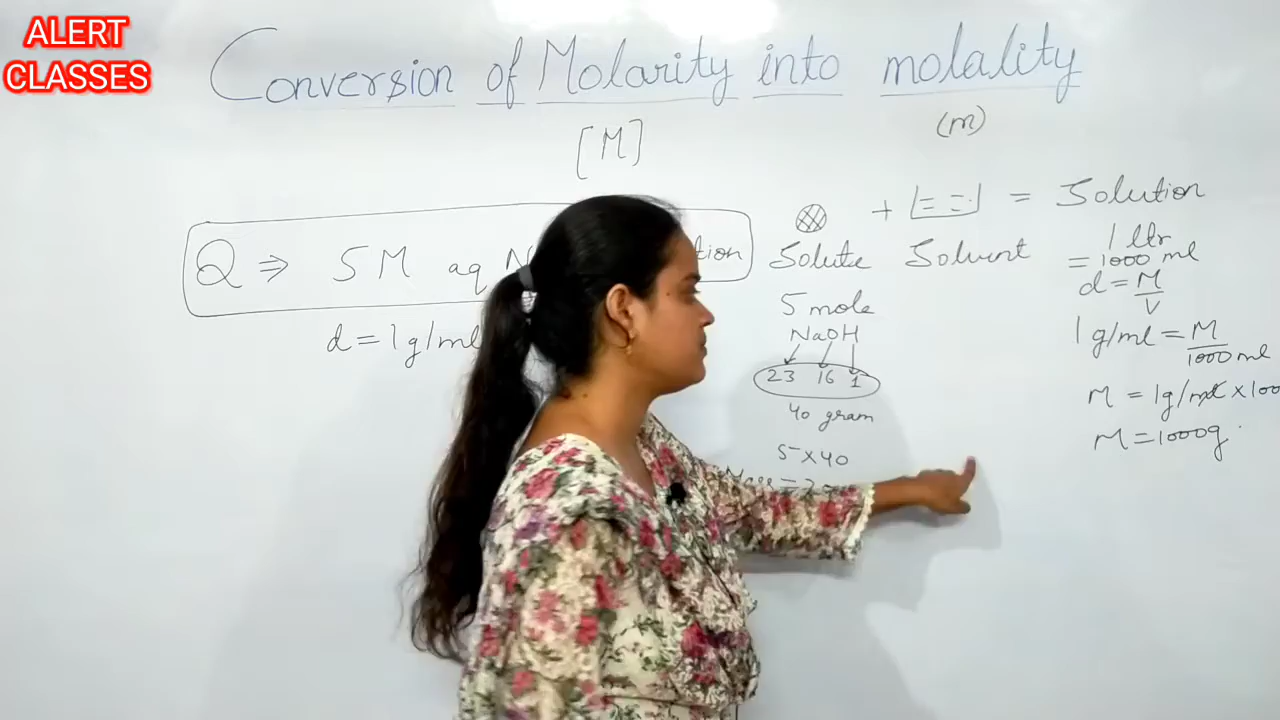 ALERT
CLASSES
Conversion of Molarity into molality
[M]
(m)
+ = Solution
Q ⇒ 5M aq
Solute Solvent
1 ltr
= 1000 ml
d = 1g/ml
5 mole
NaOH
23 16 1
40 gram
5 x 40
Mass =
d = M/V
1 g/ml = M/1000 ml
M = 1g/ml x 100
M = 1000g